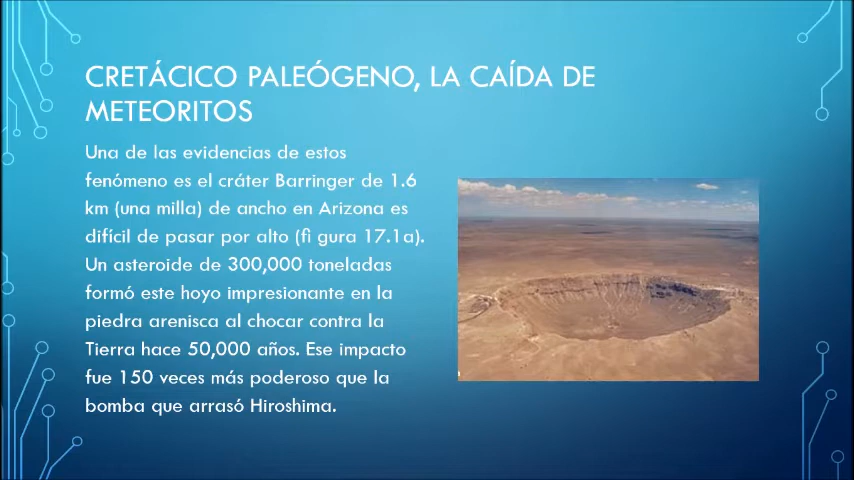 CRETÁCICO PALEÓGENO, LA CAÍDA DE
METEORITOS
Una de las evidencias de estos
fenómeno es el cráter Barringer de 1.6
km (una milla) de ancho en Arizona es
difícil de pasar por alto (fi gura 17.1a).
Un asteroide de 300,000 toneladas
formó este hoyo impresionante en la
piedra arenisca al chocar contra la
Tierra hace 50,000 años. Ese impacto
fue 150 veces más poderoso que la
bomba que arrasó Hiroshima.